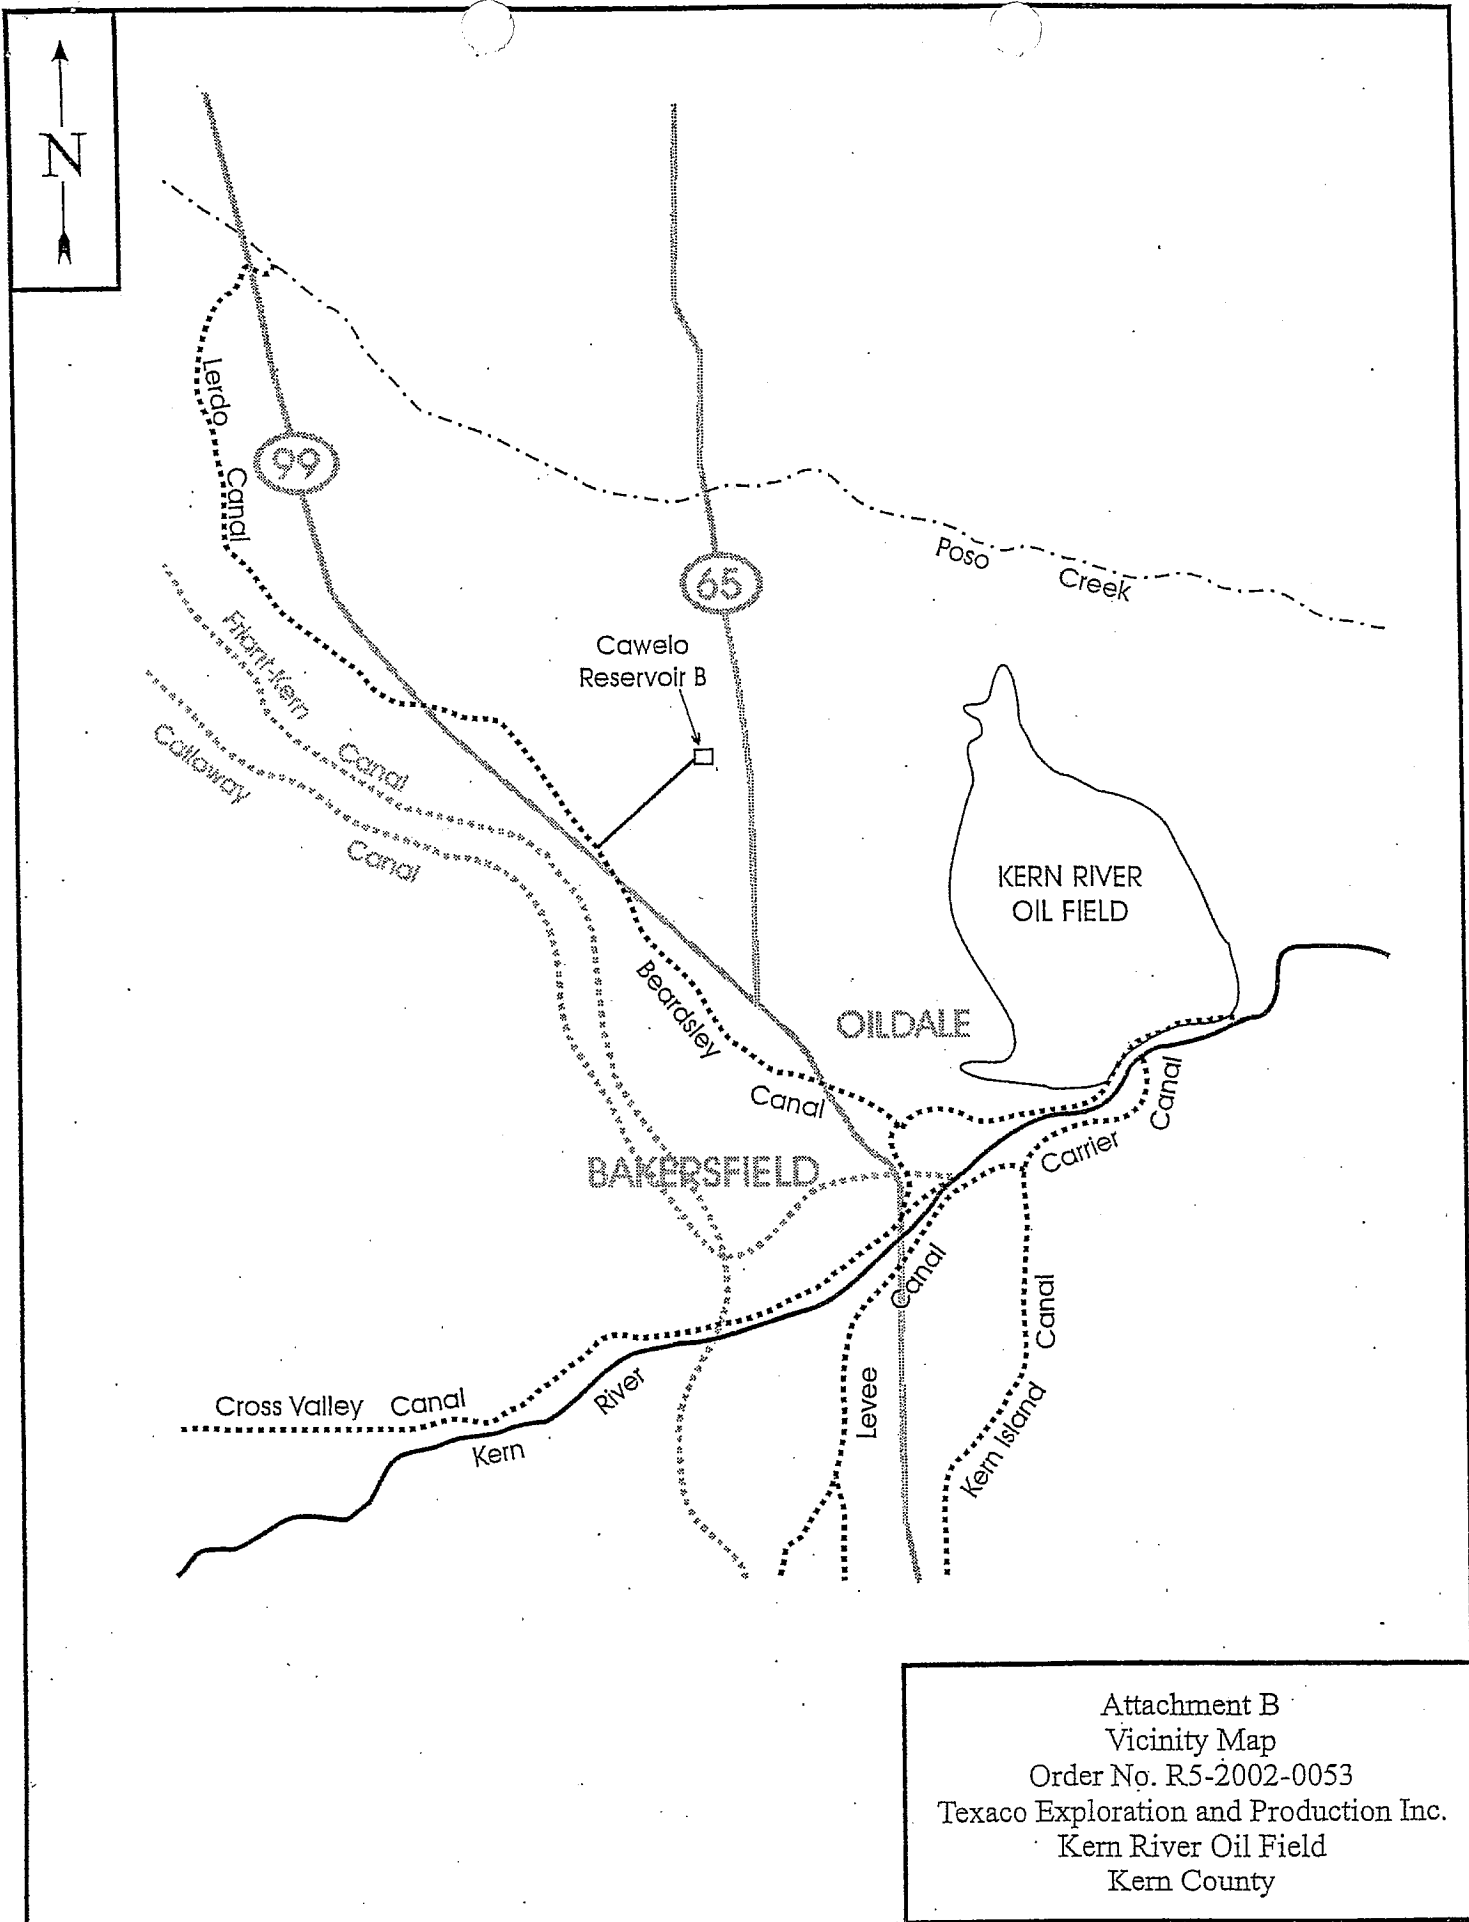 N
Lerdo
Canal
99
65
Poso
Creek
Friant-Kern
Canal
Calloway
Canal
Cawelo
Reservoir B
KERN RIVER
OIL FIELD
Beardsley
Canal
OILDALE
BAKERSFIELD
Carrier
Canal
Canal
Levee
Canal
Kern Island
Cross Valley Canal
Kern
River
Attachment B
Vicinity Map
Order No. R5-2002-0053
Texaco Exploration and Production Inc.
Kern River Oil Field
Kern County